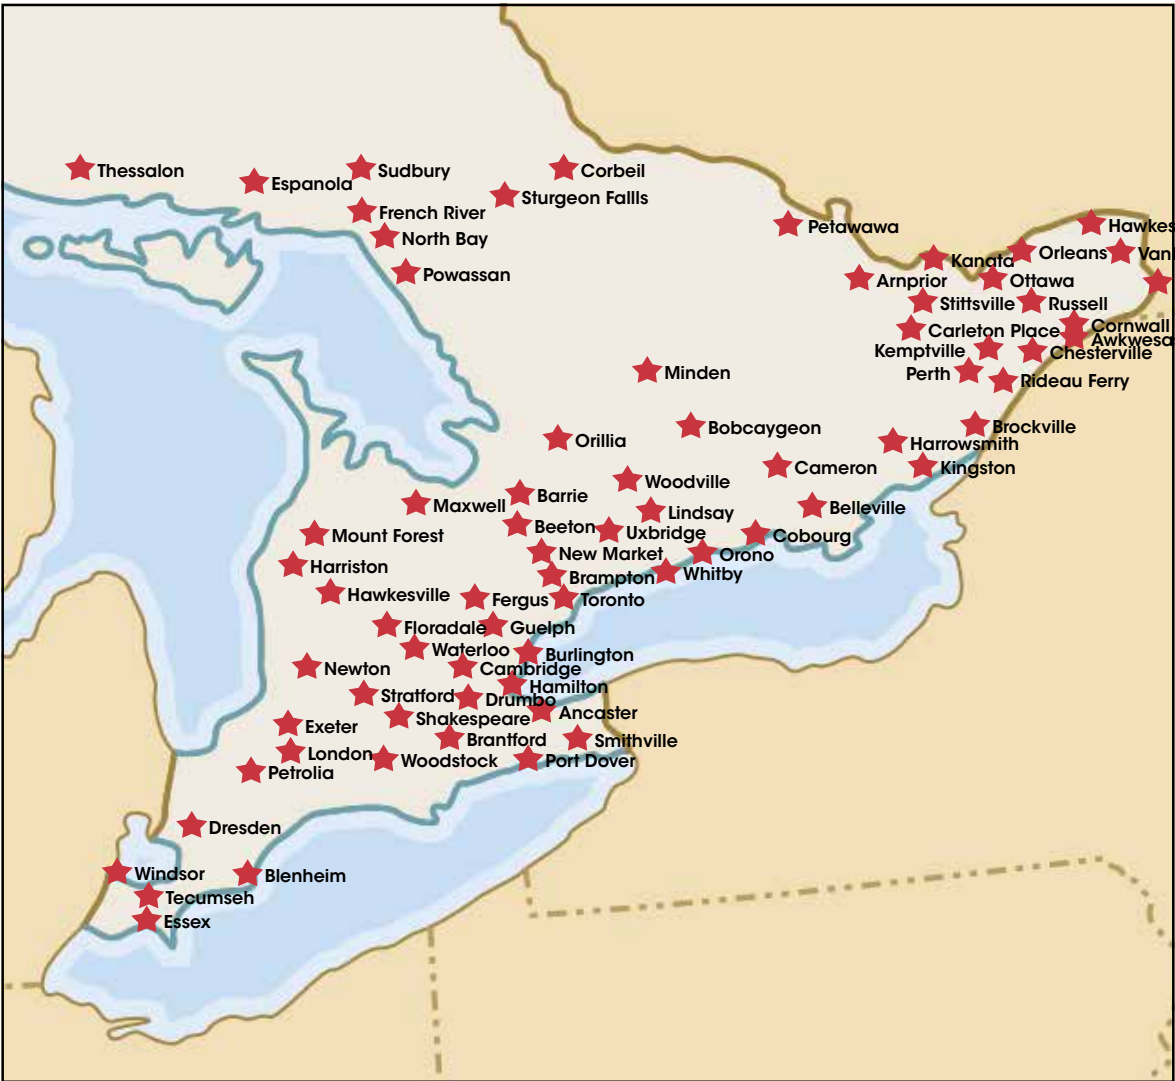 Thessalon
Espanola
Sudbury
Corbeil
Sturgeon Fallls
French River
North Bay
Powassan
Petawawa
Hawkes
Orleans
Vanl
Kanata
Arnprior
Ottawa
Stittsville
Russell
Carleton Place
Cornwall
Awkwesa
Kemptville
Chesterville
Perth
Rideau Ferry
Minden
Orillia
Bobcaygeon
Brockville
Harrowsmith
Cameron
Kingston
Woodville
Barrie
Maxwell
Lindsay
Belleville
Beeton
Uxbridge
Cobourg
Mount Forest
New Market
Orono
Harriston
Brampton
Whitby
Hawkesville
Fergus
Toronto
Floradale
Guelph
Waterloo
Burlington
Newton
Cambridge
Hamilton
Stratford
Drumbo
Shakespeare
Ancaster
Exeter
Brantford
Smithville
London
Woodstock
Port Dover
Petrolia
Dresden
Windsor
Blenheim
Tecumseh
Essex